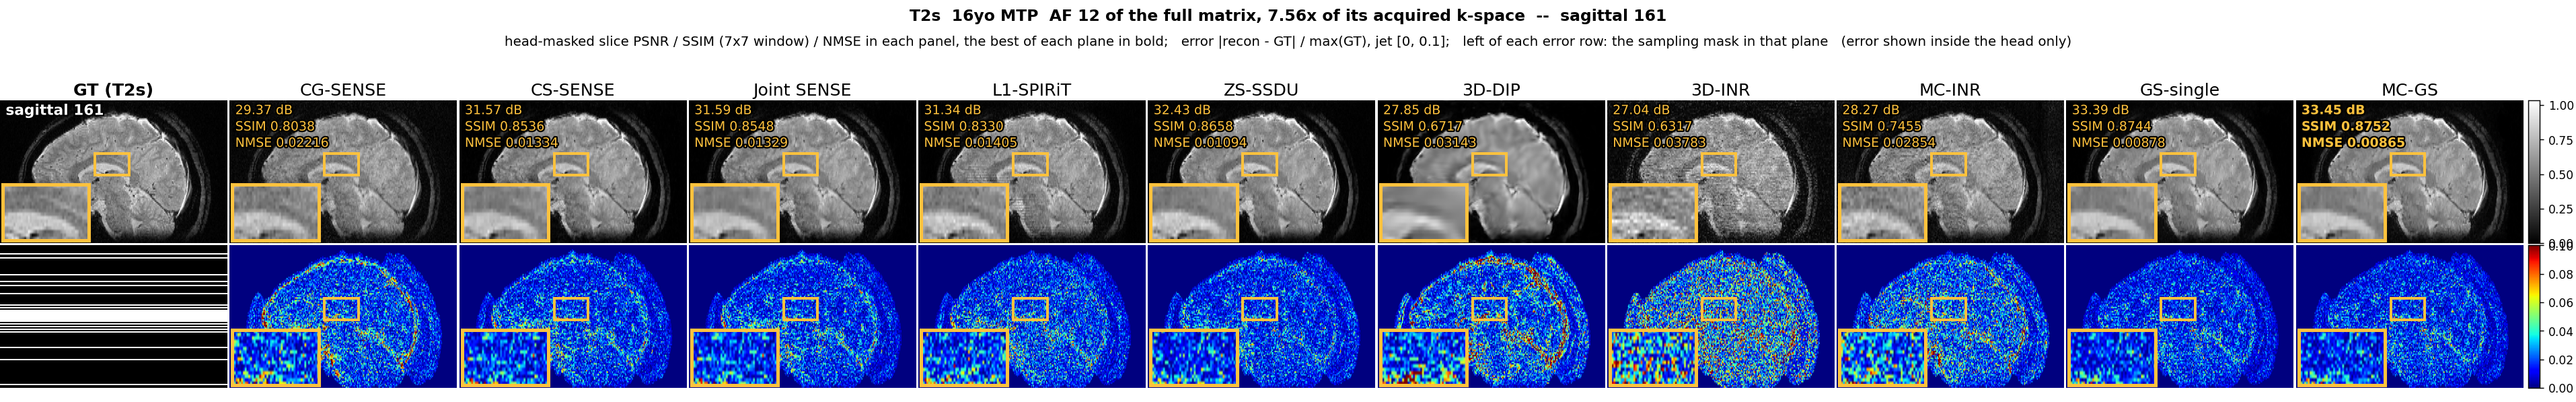 T2s  16yo MTP  AF 12 of the full matrix, 7.56x of its acquired k-space  --  sagittal 161
head-masked slice PSNR / SSIM (7x7 window) / NMSE in each panel, the best of each plane in bold;   error |recon - GT| / max(GT), jet [0, 0.1];   left of each error row: the sampling mask in that plane   (error shown inside the head only)
GT (T2s)
CG-SENSE
CS-SENSE
Joint SENSE
L1-SPIRiT
ZS-SSDU
3D-DIP
3D-INR
MC-INR
GS-single
MC-GS
sagittal 161
29.37 dB
SSIM 0.8038
NMSE 0.02216
31.57 dB
SSIM 0.8536
NMSE 0.01334
31.59 dB
SSIM 0.8548
NMSE 0.01329
31.34 dB
SSIM 0.8330
NMSE 0.01405
32.43 dB
SSIM 0.8658
NMSE 0.01094
27.85 dB
SSIM 0.6717
NMSE 0.03143
27.04 dB
SSIM 0.6317
NMSE 0.03783
28.27 dB
SSIM 0.7455
NMSE 0.02854
33.39 dB
SSIM 0.8744
NMSE 0.00878
33.45 dB
SSIM 0.8752
NMSE 0.00865
1.00
0.75
0.50
0.25
0.00
0.10
0.08
0.06
0.04
0.02
0.00